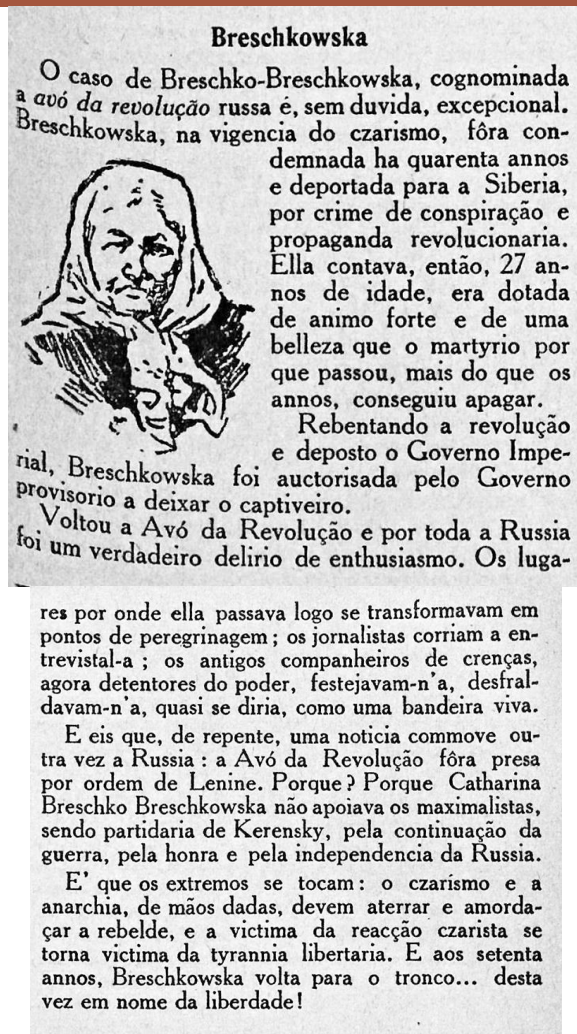 Breschkowska
O caso de Breschko-Breschkowska, cognominada
a avó da revolução russa é, sem duvida, excepcional.
Breschkowska, na vigencia do czarismo, fôra con-
demnada ha quarenta annos
e deportada para a Siberia,
por crime de conspiração e
propaganda revolucionaria.
Ella contava, então, 27 an-
nos de idade, era dotada
de animo forte e de uma
belleza que o martyrio por
que passou, mais do que os
annos, conseguiu apagar.
Rebentando a revolução
e deposto o Governo Impe-
rial, Breschkowska foi auctorisada pelo Governo
provisorio a deixar o captiveiro.
Voltou a Avó da Revolução e por toda a Russia
foi um verdadeiro delirio de enthusiasmo. Os luga-
res por onde ella passava logo se transformavam em
pontos de peregrinagem; os jornalistas corriam a en-
trevistal-a; os antigos companheiros de crenças,
agora detentores do poder, festejavam-n'a, desfral-
davam-n'a, quasi se diria, como uma bandeira viva.
E eis que, de repente, uma noticia commove ou-
tra vez a Russia: a Avó da Revolução fôra presa
por ordem de Lenine. Porque? Porque Catharina
Breschko Breschkowska não apoiava os maximalistas,
sendo partidaria de Kerensky, pela continuação da
guerra, pela honra e pela independencia da Russia.
E' que os extremos se tocam: o czarismo e a
anarchia, de mãos dadas, devem aterrar e amorda-
çar a rebelde, e a victima da reacção czarista se
torna victima da tyrannia libertaria. E aos setenta
annos, Breschkowska volta para o tronco... desta
vez em nome da liberdade!